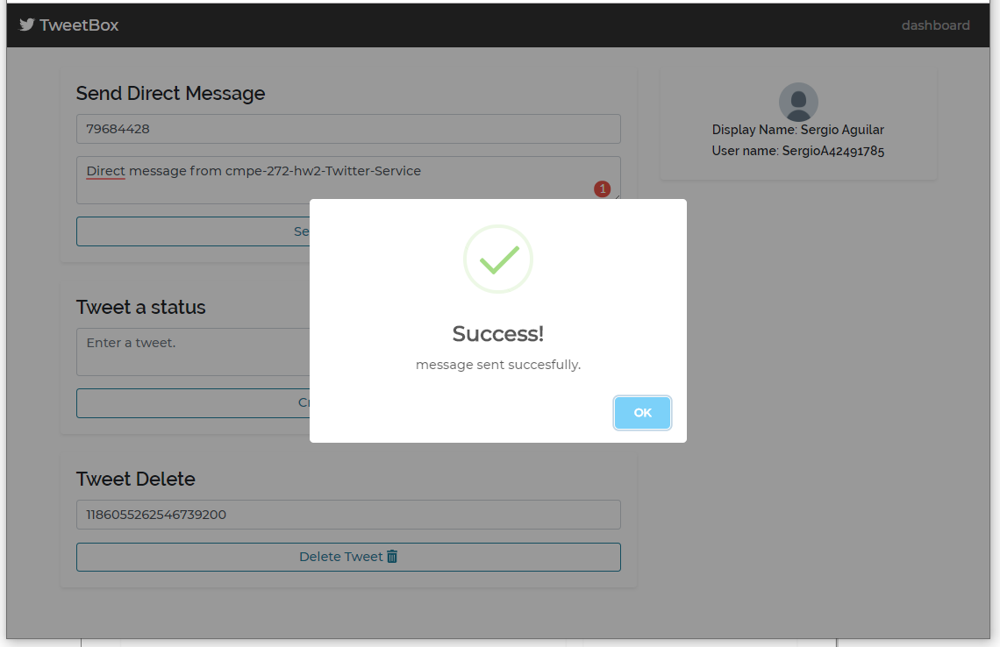 TweetBox
dashboard
Send Direct Message
79684428
Direct message from cmpe-272-hw2-Twitter-Service
1
Se
Display Name: Sergio Aguilar
User name: SergioA42491785
Success!
message sent succesfully.
OK
Tweet a status
Enter a tweet.
Tweet Delete
1186055262546739200
Delete Tweet